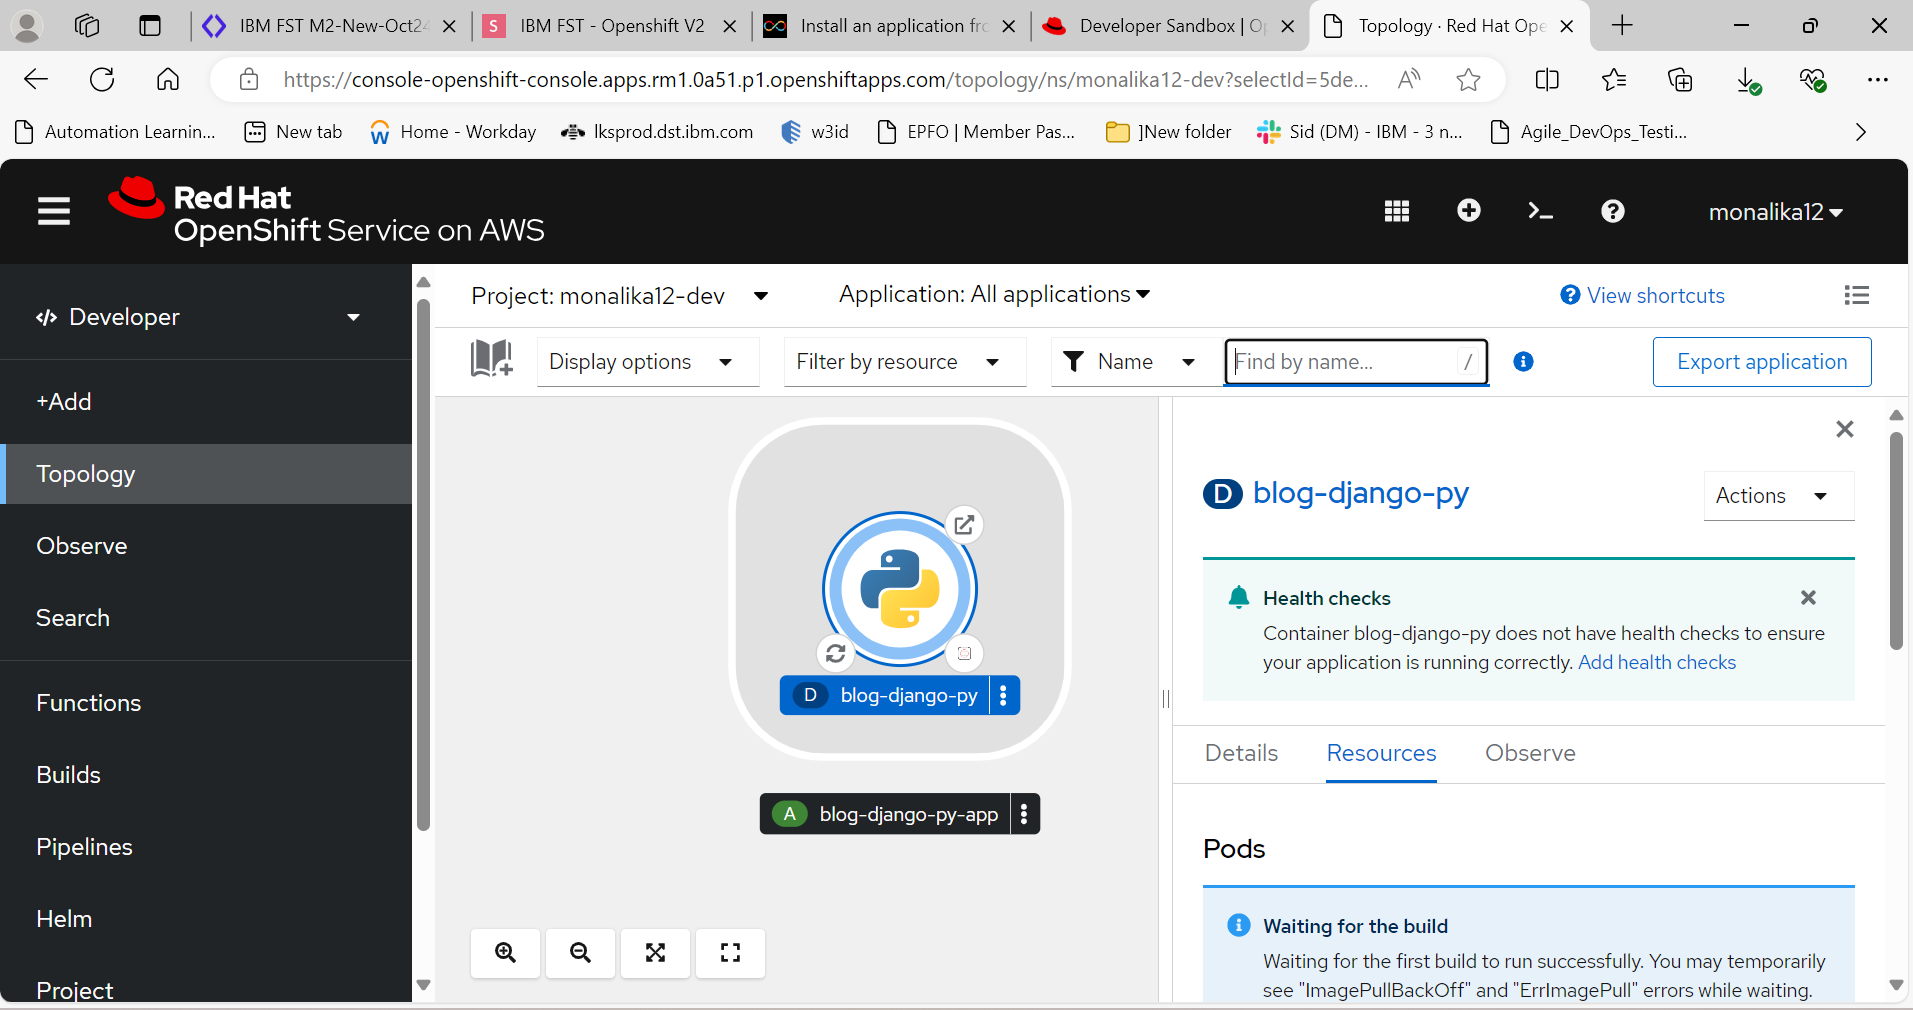 IBM FST M2-New-Oct24
S IBM FST - Openshift V2
Install an application fro
Developer Sandbox | Op
Topology · Red Hat Ope
https://console-openshift-console.apps.rm1.0a51.p1.openshiftapps.com/topology/ns/monalika12-dev?selectId=5de...
Automation Learnin...
New tab
Home - Workday
lksprod.dst.ibm.com
w3id
EPFO | Member Pas...
]New folder
Sid (DM) - IBM - 3 n...
Agile_DevOps_Testi...
Red Hat
OpenShift Service on AWS
monalika12
Developer
+Add
Topology
Observe
Search
Functions
Builds
Pipelines
Helm
Project
Project: monalika12-dev
Application: All applications
View shortcuts
Display options
Filter by resource
Name
Find by name...
/
Export application
D blog-django-py
A blog-django-py-app
D blog-django-py
Actions
Health checks
Container blog-django-py does not have health checks to ensure
your application is running correctly. Add health checks
Details
Resources
Observe
Pods
Waiting for the build
Waiting for the first build to run successfully. You may temporarily
see "ImagePullBackOff" and "ErrImagePull" errors while waiting.